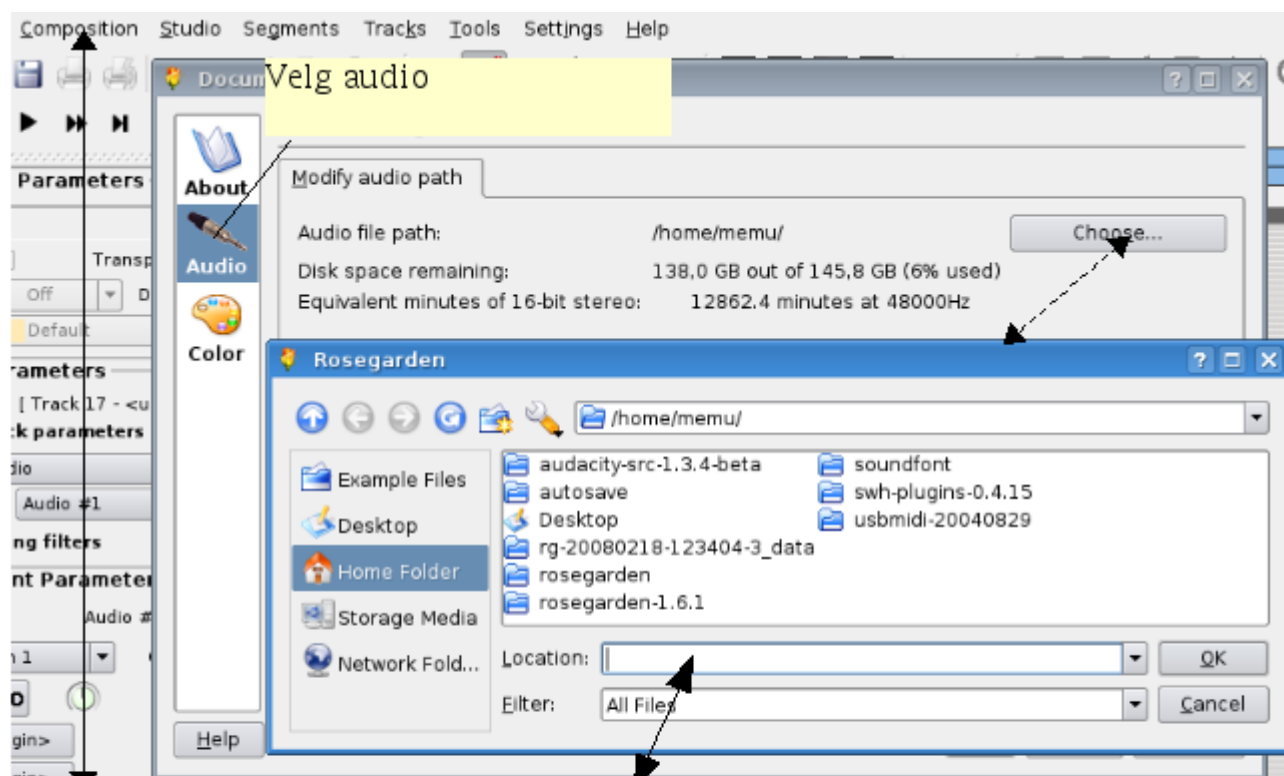 Composition Studio Segments Tracks Tools Settings Help
Docum
Velg audio
Parameters
Transp
Off
D
Default
rameters
[ Track 17 - <u
ck parameters
dio
Audio #1
ng filters
nt Parameter
Audio #
n 1
D
gin>
About
Audio
Color
Help
Modify audio path
Audio file path: /home/memu/ Choose...
Disk space remaining: 138,0 GB out of 145,8 GB (6% used)
Equivalent minutes of 16-bit stereo: 12862.4 minutes at 48000Hz
Rosegarden
/home/memu/
Example Files
Desktop
Home Folder
Storage Media
Network Fold...
audacity-src-1.3.4-beta
autosave
Desktop
rg-20080218-123404-3_data
rosegarden
rosegarden-1.6.1
soundfont
swh-plugins-0.4.15
usbmidi-20040829
Location: OK
Filter: All Files Cancel